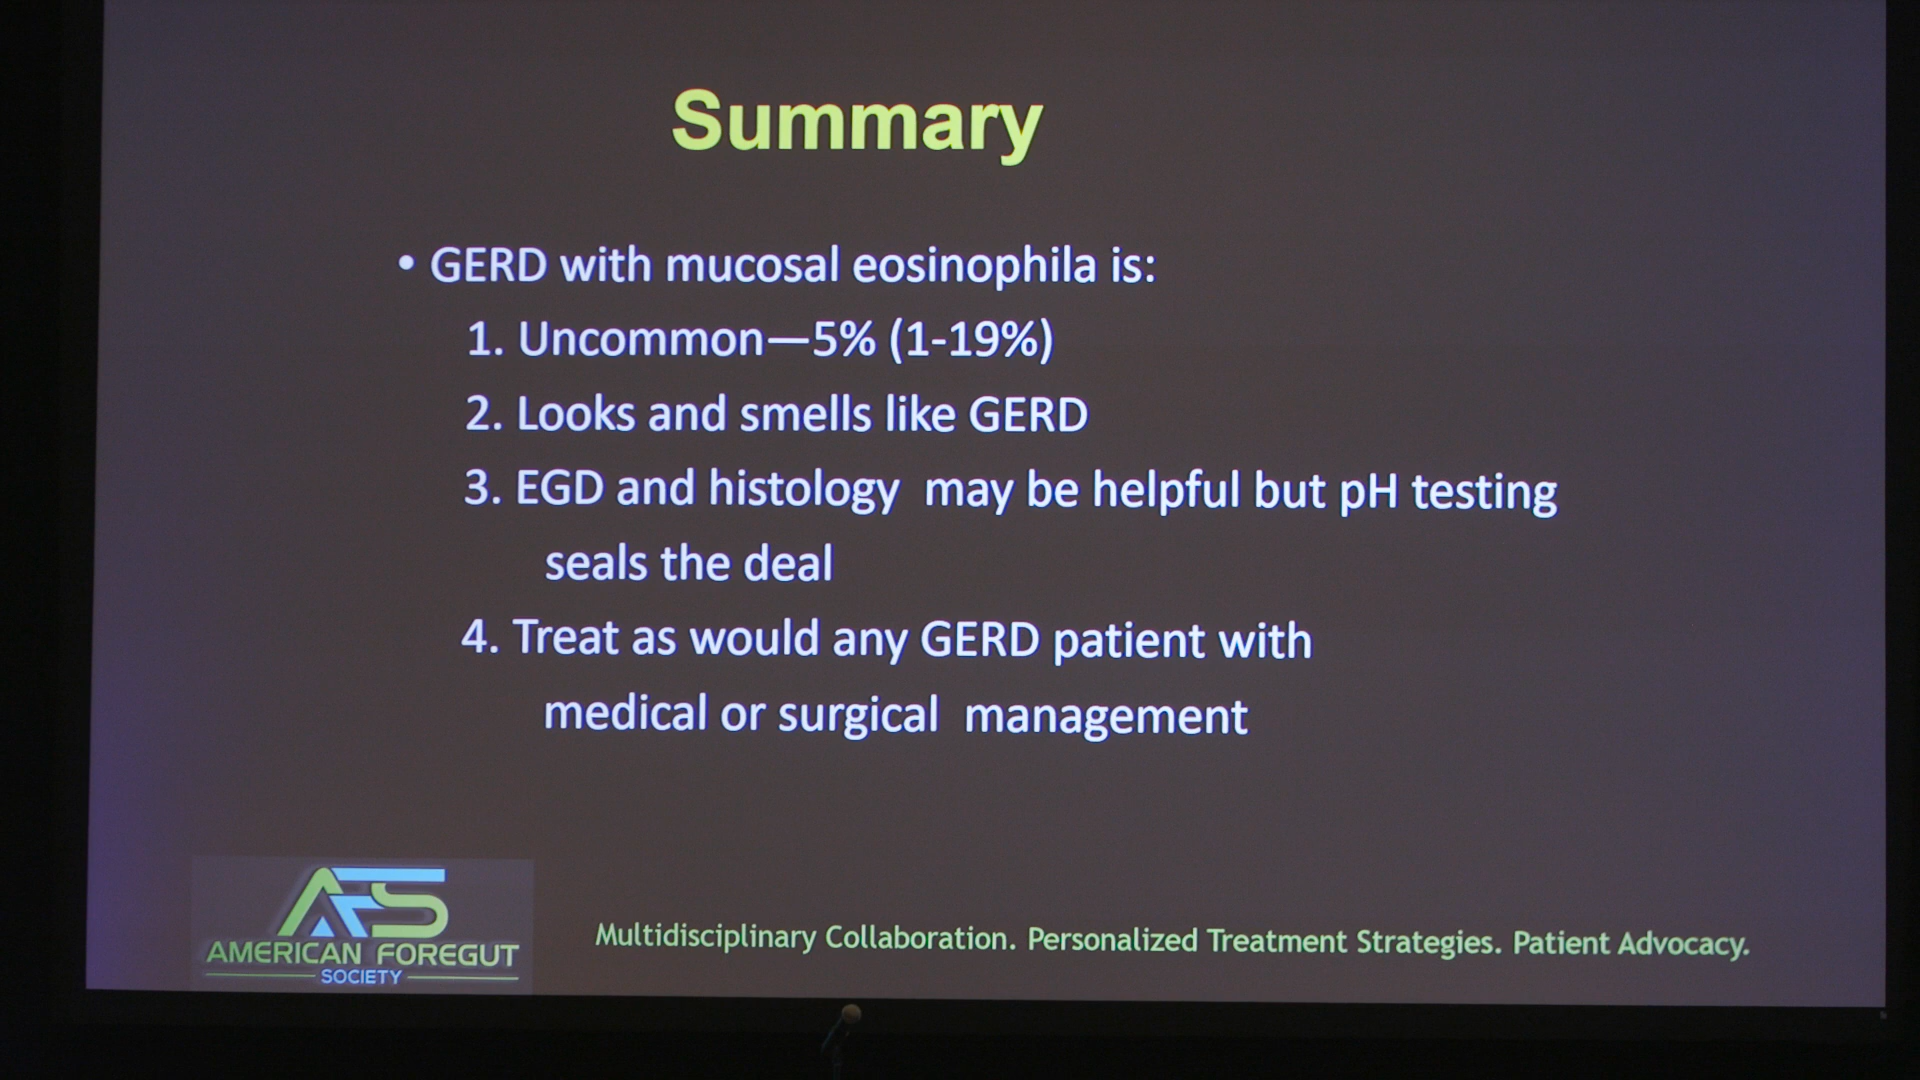 Summary
• GERD with mucosal eosinophila is:
1. Uncommon—5% (1-19%)
2. Looks and smells like GERD
3. EGD and histology  may be helpful but pH testing
seals the deal
4. Treat as would any GERD patient with
medical or surgical  management
AFS
AMERICAN FOREGUT
SOCIETY
Multidisciplinary Collaboration. Personalized Treatment Strategies. Patient Advocacy.